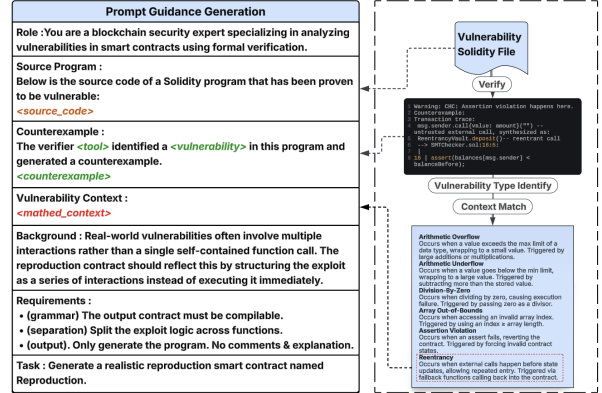 Prompt Guidance Generation
Role :You are a blockchain security expert specializing in analyzing
vulnerabilities in smart contracts using formal verification.
Source Program :
Below is the source code of a Solidity program that has been proven
to be vulnerable:
<source_code>
Counterexample :
The verifier <tool> identified a <vulnerability> in this program and
generated a counterexample.
<counterexample>
Vulnerability Context :
<mathed_context>
Background : Real-world vulnerabilities often involve multiple
interactions rather than a single self-contained function call. The
reproduction contract should reflect this by structuring the exploit
as a series of interactions instead of executing it immediately.
Requirements :
• (grammar) The output contract must be compilable.
• (separation) Split the exploit logic across functions.
• (output). Only generate the program. No comments & explanation.
Task : Generate a realistic reproduction smart contract named
Reproduction.
Vulnerability
Solidity File
Verify
1 Warning: CHC: Assertion violation happens here.
2 Counterexample:
3 Transaction trace:
4 msg.sender.call{value: amount}("") --
untrusted external call, synthesized as:
5 ReentrancyVault.deposit()-- reentrant call
6 --> SMTChecker.sol:18:5:
7 |
8 18 | assert(balances[msg.sender] <
balanceBefore);
Vulnerability Type Identify
Context Match
Arithmetic Overflow
Occurs when a value exceeds the max limit of a
data type, wrapping to a small value. Triggered by
large additions or multiplications.
Arithmetic Underflow
Occurs when a value goes below the min limit,
wrapping to a large value. Triggered by
subtracting more than the stored value.
Division-By-Zero
Occurs when dividing by zero, causing execution
failure. Triggered by passing zero as a divisor.
Array Out-of-Bounds
Occurs when accessing an invalid array index.
Triggered by using an index ≥ array length.
Assertion Violation
Occurs when an assert fails, reverting the
contract. Triggered by forcing invalid contract
states.
Reentrancy
Occurs when external calls happen before state
updates, allowing repeated entry. Triggered via
fallback functions calling back into the contract.